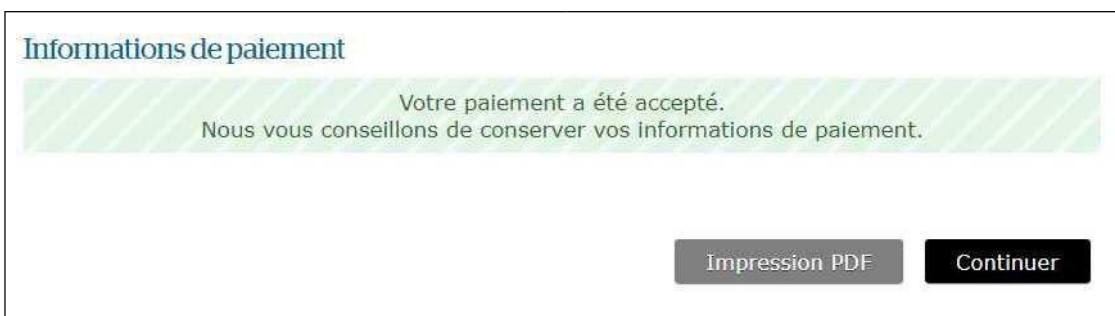 Informations de paiement
Votre paiement a été accepté.
Nous vous conseillons de conserver vos informations de paiement.
Impression PDF
Continuer